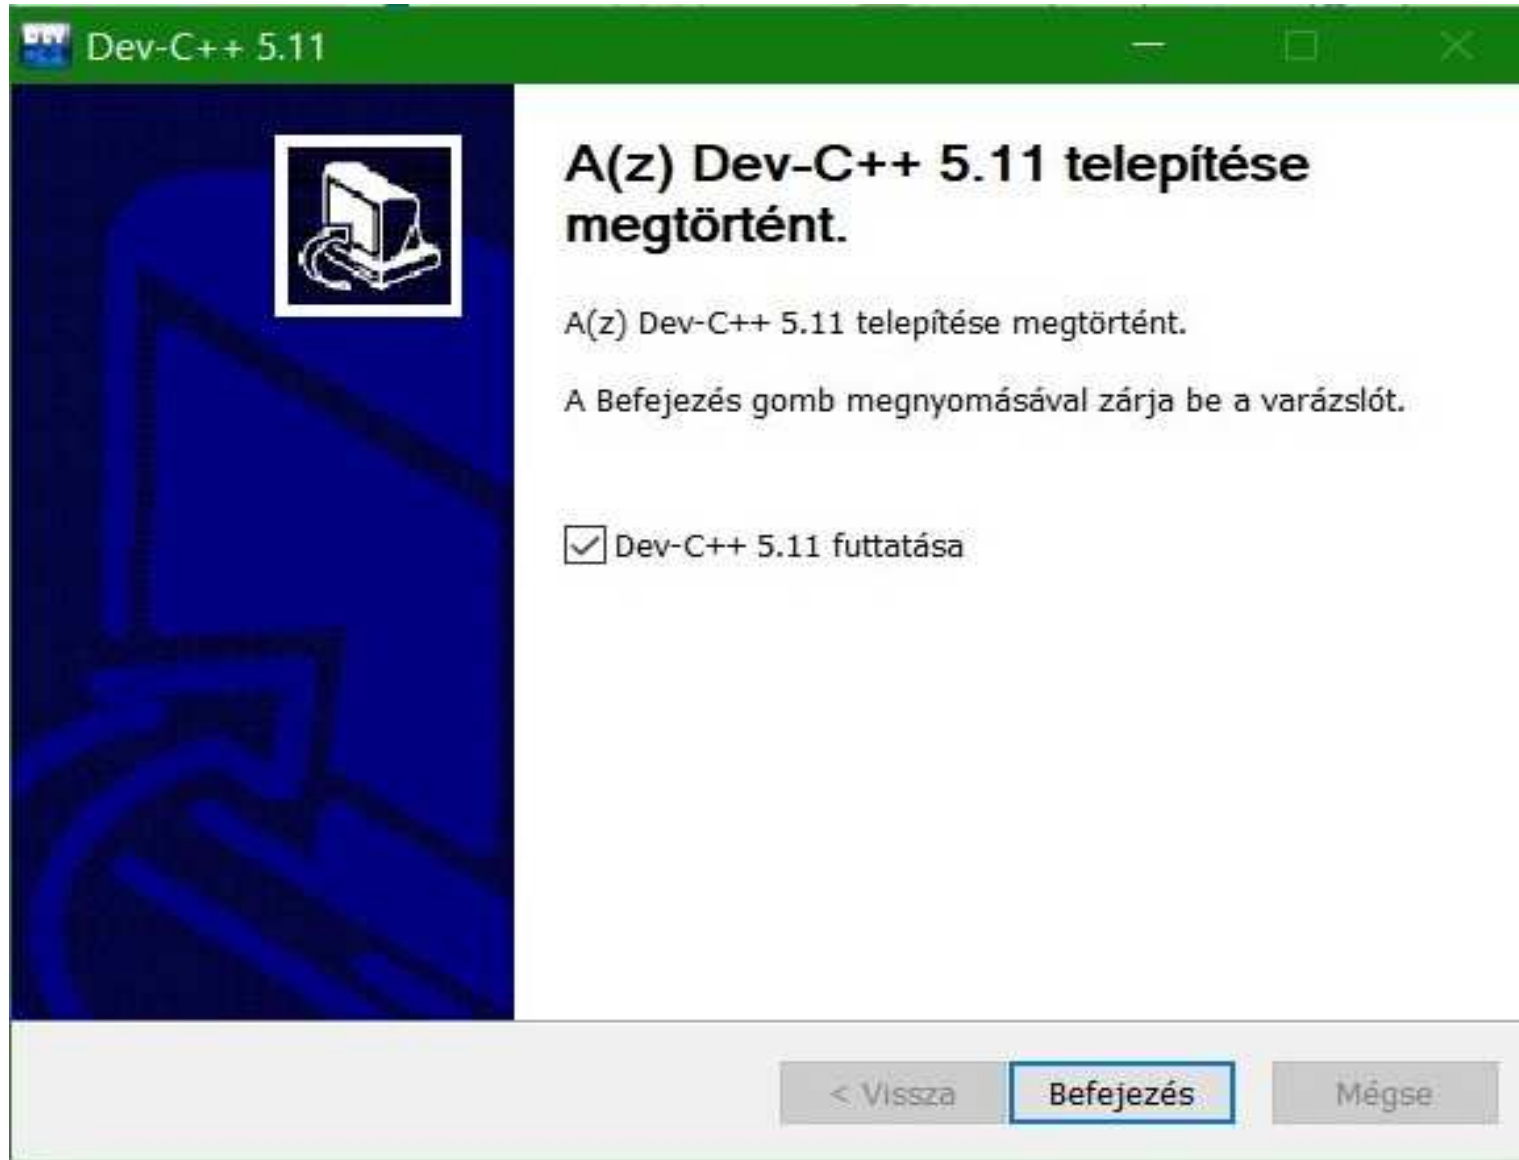 Dev-C++ 5.11
A(z) Dev-C++ 5.11 telepítése
megtörtént.
A(z) Dev-C++ 5.11 telepítése megtörtént.
A Befejezés gomb megnyomásával zárja be a varázslót.
Dev-C++ 5.11 futtatása
< Vissza
Befejezés
Mégse